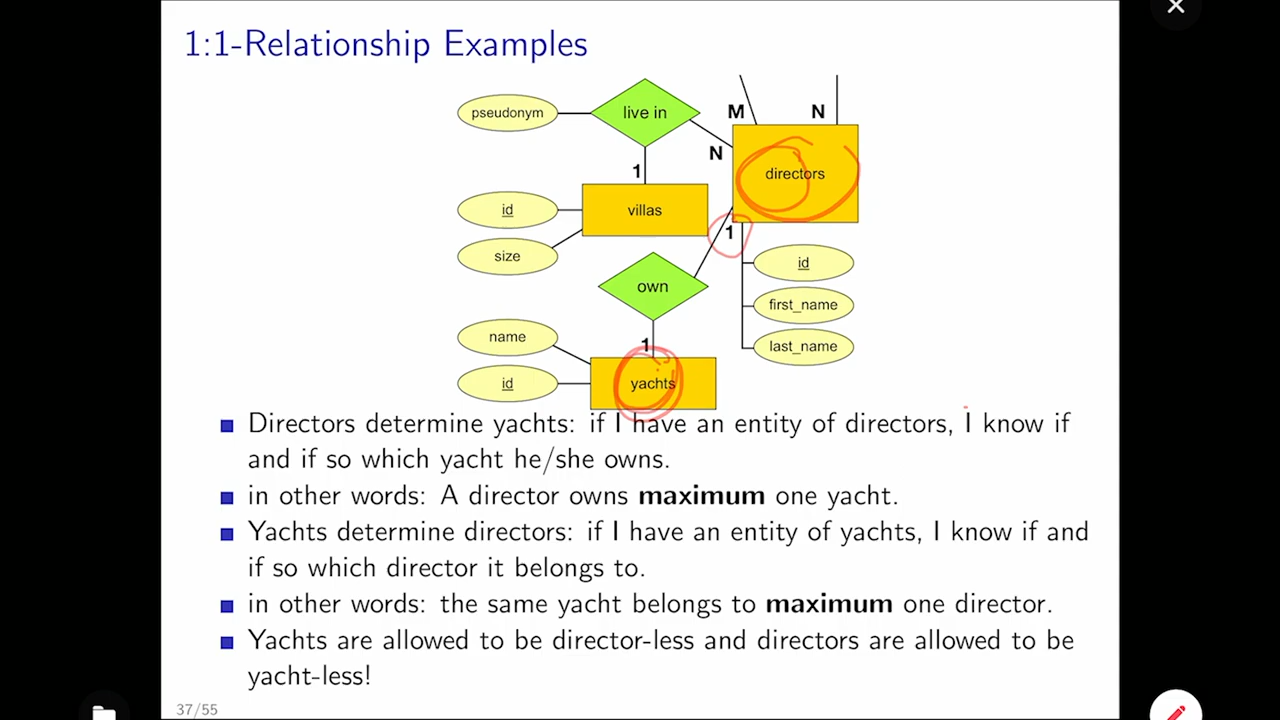 1:1-Relationship Examples
pseudonym
live in
M
N
N
directors
1
id
villas
size
1
own
id
first_name
last_name
name
1
id
yachts
Directors determine yachts: if I have an entity of directors, I know if
and if so which yacht he/she owns.
in other words: A director owns maximum one yacht.
Yachts determine directors: if I have an entity of yachts, I know if and
if so which director it belongs to.
in other words: the same yacht belongs to maximum one director.
Yachts are allowed to be director-less and directors are allowed to be
yacht-less!
37/55